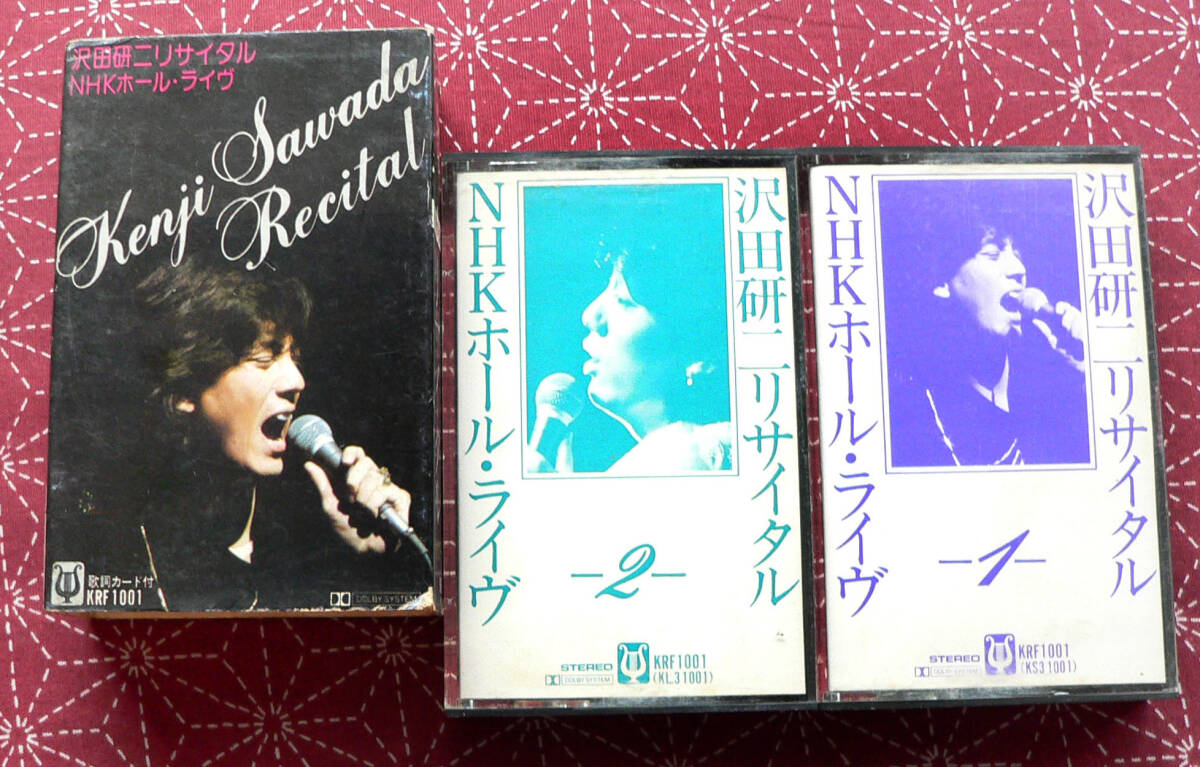 沢田研二リサイタル
NHKホール・ライヴ
Kenji Sawada
Recital
歌詞カード付
KRF1001
DOLBY SYSTEM
沢田研二リサイタル
NHKホール・ライヴ
-2-
STEREO
DOLBY SYSTEM
KRF1001
(KL31001)
沢田研二リサイタル
NHKホール・ライヴ
-1-
STEREO
DOLBY SYSTEM
KRF1001
(KS31001)